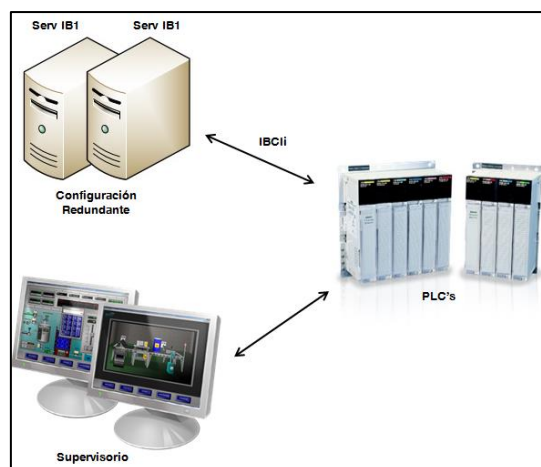 Serv IB1 Serv IB1
IBCli
Configuración
Redundante
PLC's
Supervisorio